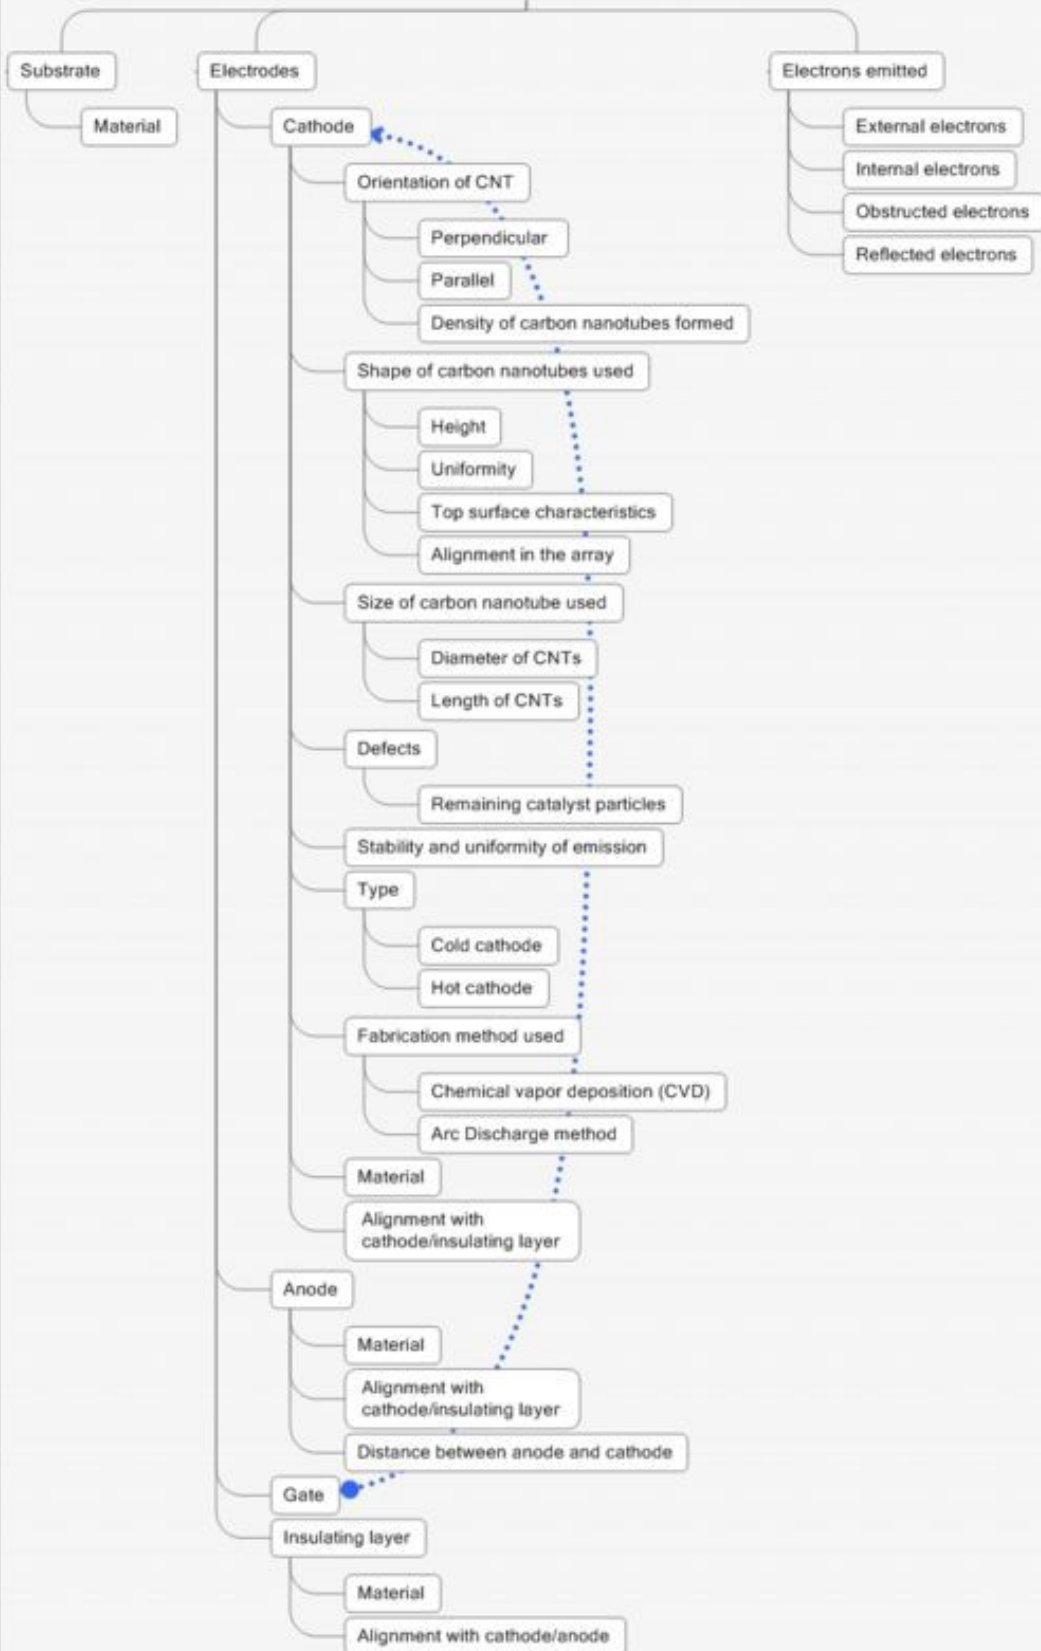 Substrate
Material
Electrodes
Cathode
Orientation of CNT
Perpendicular
Parallel
Density of carbon nanotubes formed
Shape of carbon nanotubes used
Height
Uniformity
Top surface characteristics
Alignment in the array
Size of carbon nanotube used
Diameter of CNTs
Length of CNTs
Defects
Remaining catalyst particles
Stability and uniformity of emission
Type
Cold cathode
Hot cathode
Fabrication method used
Chemical vapor deposition (CVD)
Arc Discharge method
Material
Alignment with
cathode/insulating layer
Anode
Material
Alignment with
cathode/insulating layer
Distance between anode and cathode
Gate
Insulating layer
Material
Alignment with cathode/anode
Electrons emitted
External electrons
Internal electrons
Obstructed electrons
Reflected electrons